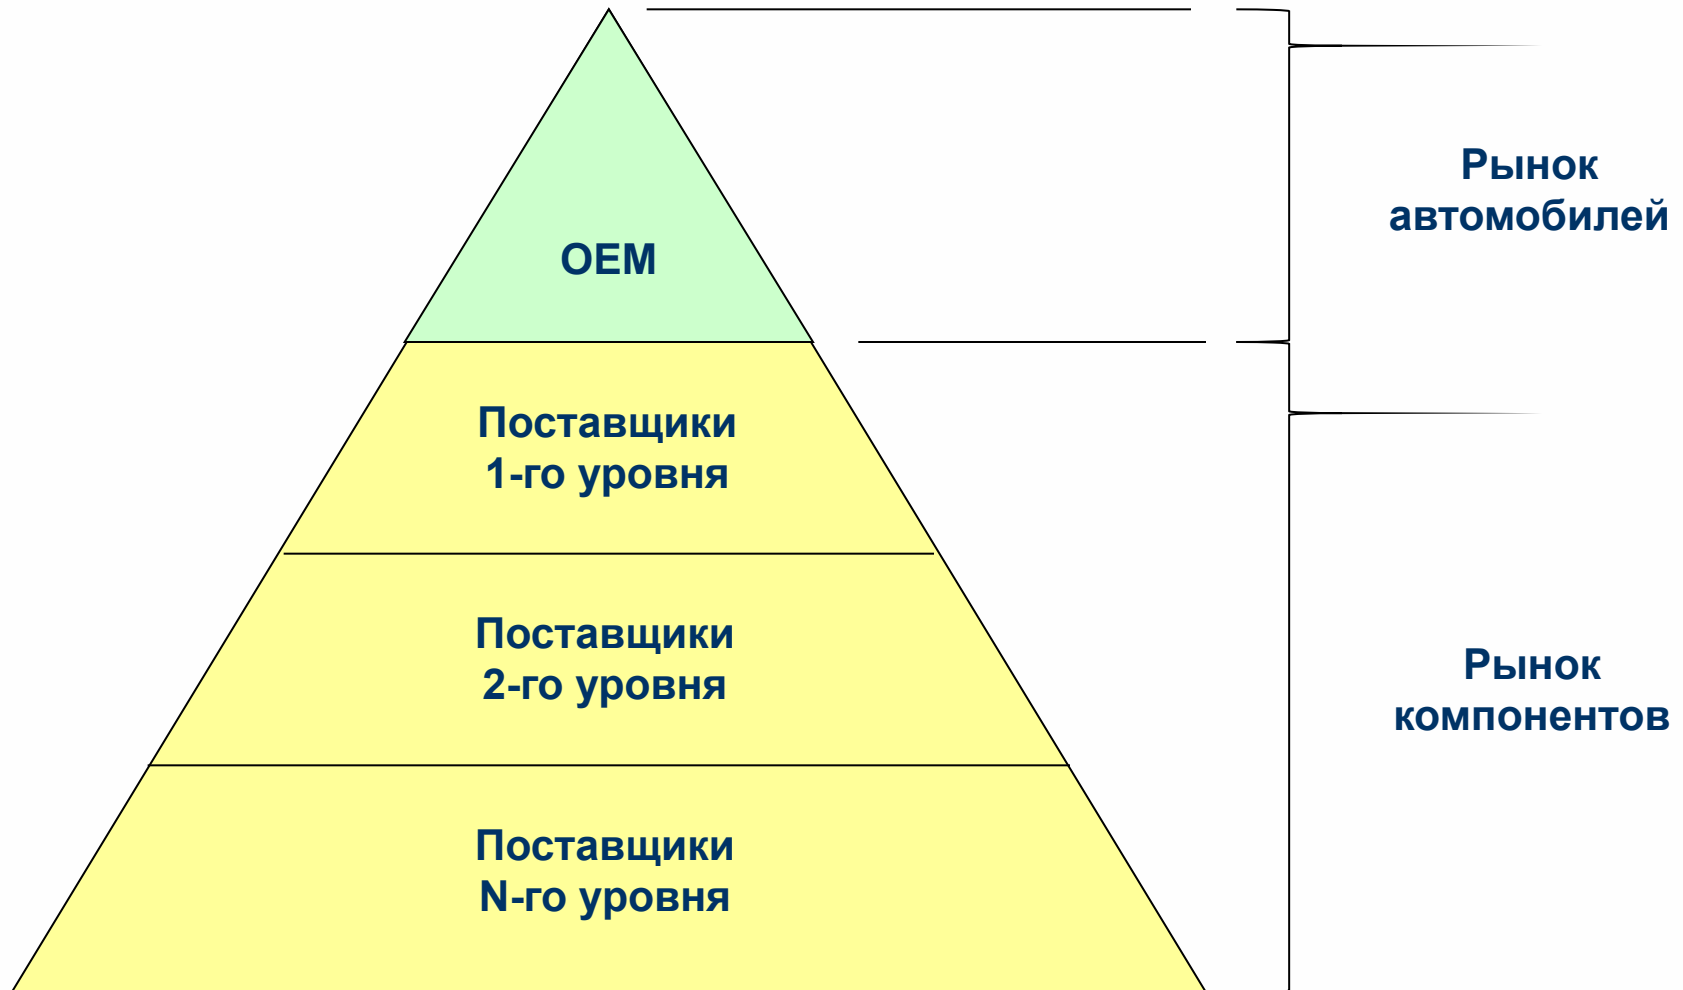 Рынок
автомобилей
OEM
Поставщики
1-го уровня
Поставщики
2-го уровня
Рынок
компонентов
Поставщики
N-го уровня